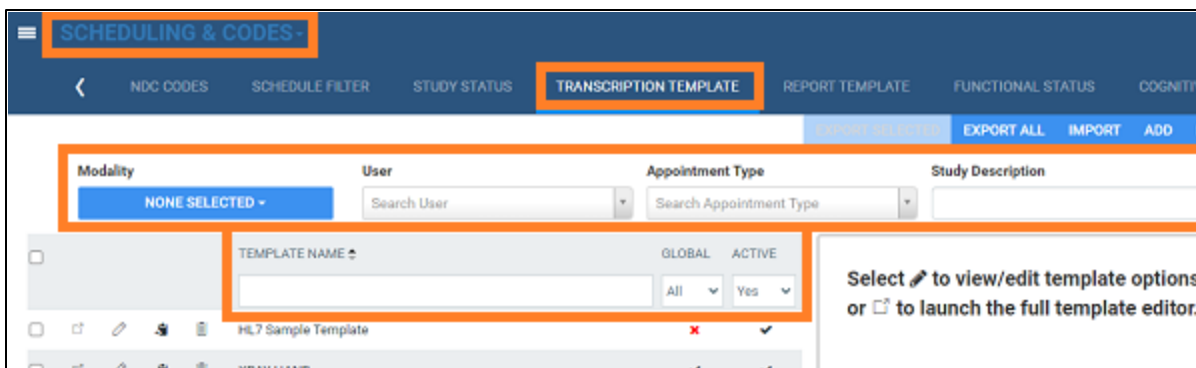 SCHEDULING & CODES
NDC CODES SCHEDULE FILTER STUDY STATUS TRANSCRIPTION TEMPLATE REPORT TEMPLATE FUNCTIONAL STATUS COGNITI
EXPORT SELECTED EXPORT ALL IMPORT ADD
Modality User Appointment Type Study Description
NONE SELECTED Search User Search Appointment Type
TEMPLATE NAME GLOBAL ACTIVE
All Yes
Select to view/edit template options
or to launch the full template editor.
HL7 Sample Template